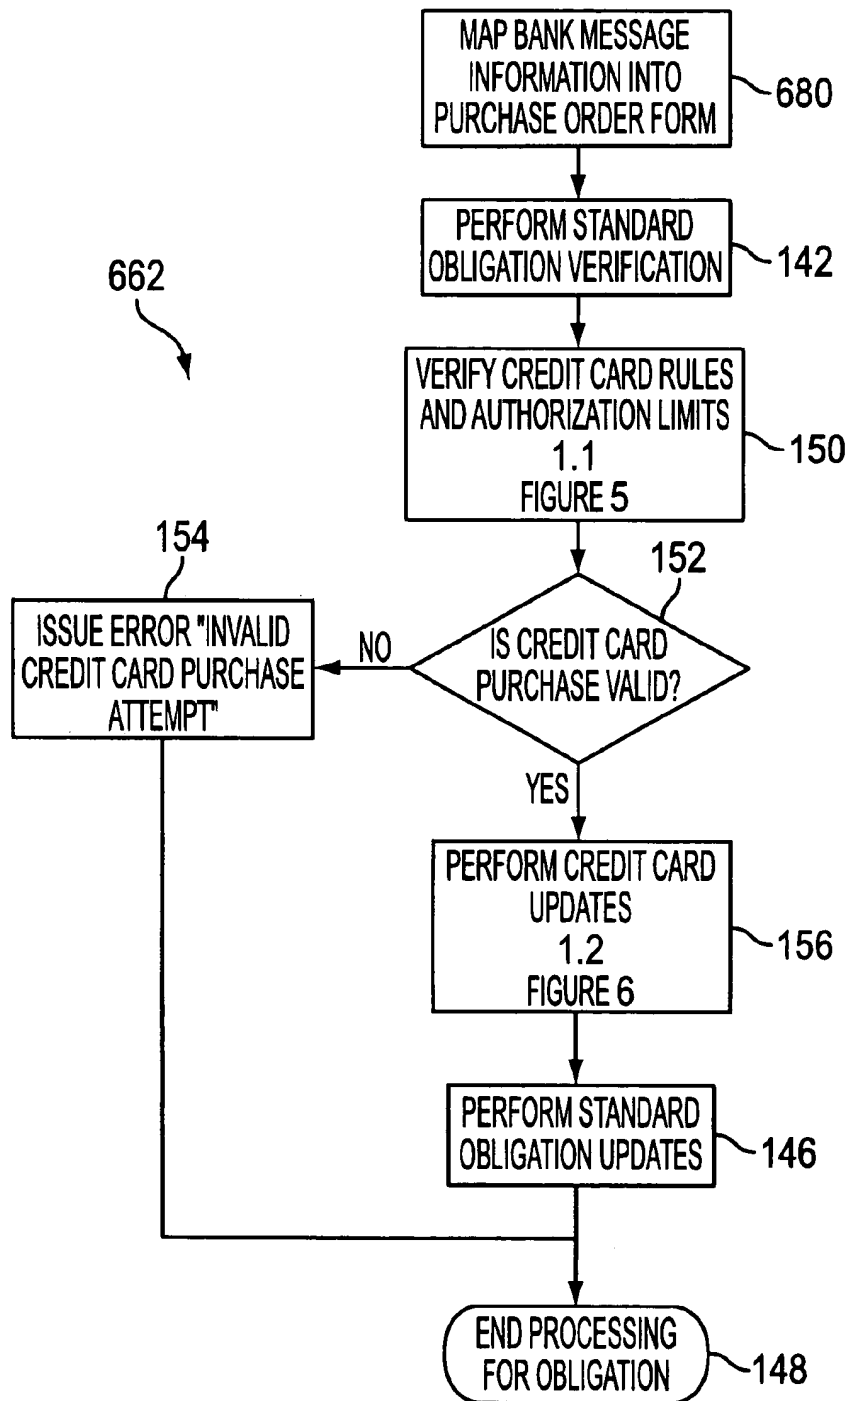 MAP BANK MESSAGE
INFORMATION INTO
PURCHASE ORDER FORM
680
PERFORM STANDARD
OBLIGATION VERIFICATION
142
662
VERIFY CREDIT CARD RULES
AND AUTHORIZATION LIMITS
1.1
FIGURE 5
150
154
152
ISSUE ERROR "INVALID
CREDIT CARD PURCHASE
ATTEMPT"
NO
IS CREDIT CARD
PURCHASE VALID?
YES
PERFORM CREDIT CARD
UPDATES
1.2
FIGURE 6
156
PERFORM STANDARD
OBLIGATION UPDATES
146
END PROCESSING
FOR OBLIGATION
148